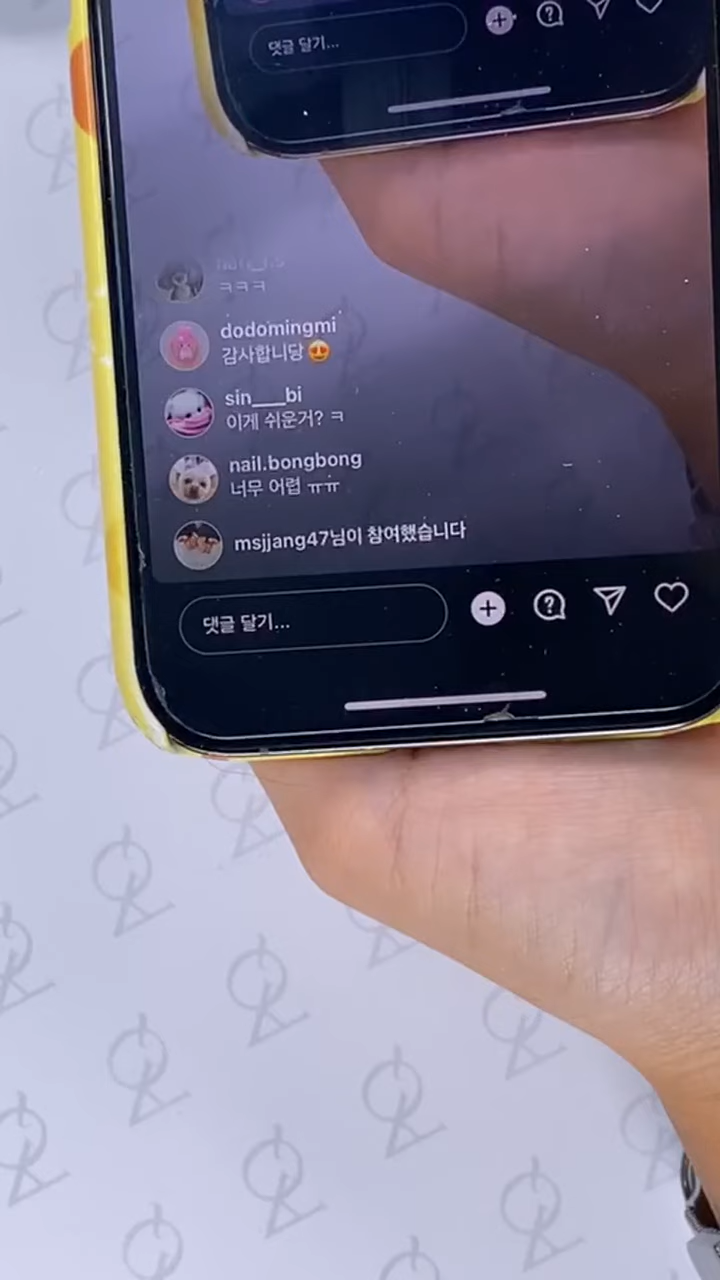 댓글 달기...
ㅋㅋㅋ
dodomingmi
감사합니당😍
sin___bi
이게 쉬운거? ㅋ
nail.bongbong
너무 어렵 ㅠㅠ
msjjang47님이 참여했습니다
댓글 달기...